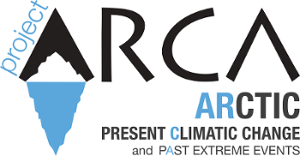 project
ARCA
ARCTIC
PRESENT CLIMATIC CHANGE
and PAST EXTREME EVENTS